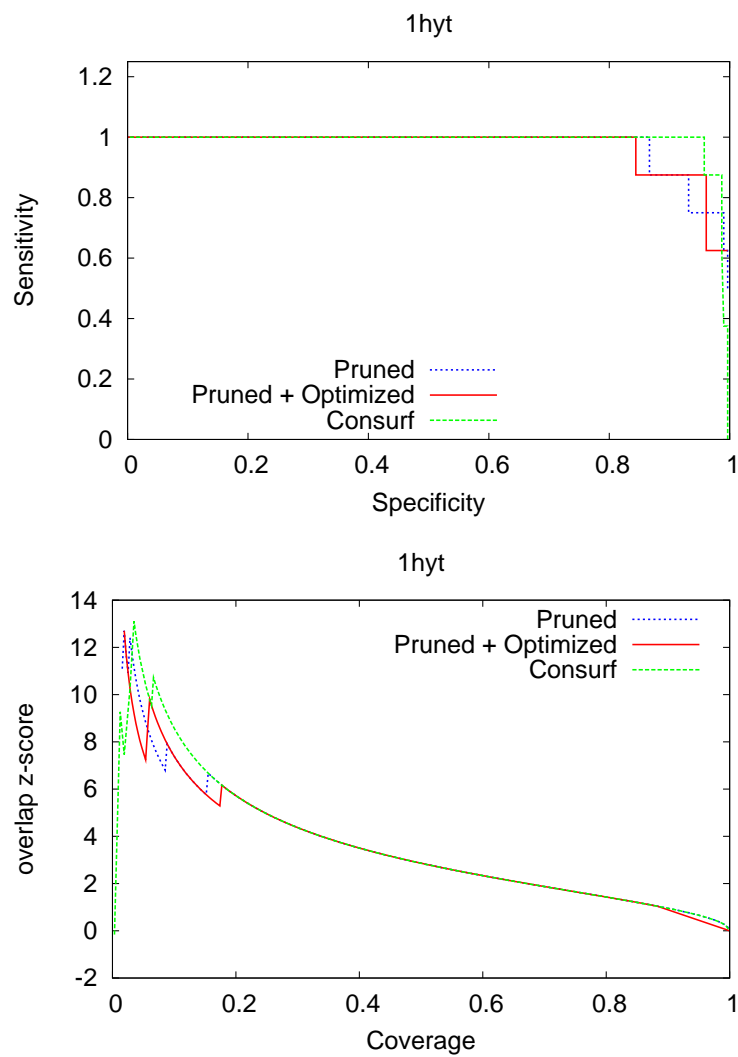 1hyt
1.2
1
0.8
0.6
0.4
0.2
0
Sensitivity
Pruned
Pruned + Optimized
Consurf
0 0.2 0.4 0.6 0.8 1
Specificity
1hyt
14
12
10
8
6
4
2
0
-2
overlap z-score
Pruned
Pruned + Optimized
Consurf
0 0.2 0.4 0.6 0.8 1
Coverage